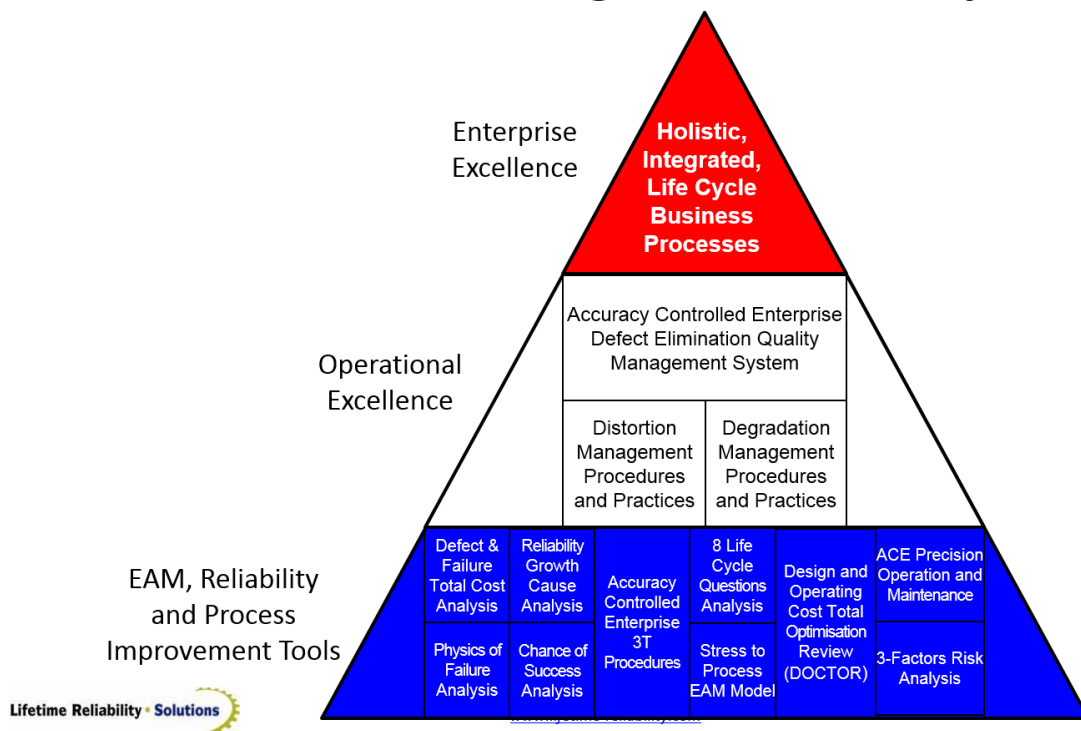 Enterprise
Excellence
Holistic,
Integrated,
Life Cycle
Business
Processes
Operational
Excellence
Accuracy Controlled Enterprise
Defect Elimination Quality
Management System
Distortion
Management
Procedures
and Practices
Degradation
Management
Procedures
and Practices
EAM, Reliability
and Process
Improvement Tools
Defect &
Failure
Total Cost
Analysis
Reliability
Growth
Cause
Analysis
Accuracy
Controlled
Enterprise
3T
Procedures
8 Life
Cycle
Questions
Analysis
Design and
Operating
Cost Total
Optimisation
Review
(DOCTOR)
ACE Precision
Operation and
Maintenance
Physics of
Failure
Analysis
Chance of
Success
Analysis
Stress to
Process
EAM Model
3-Factors Risk
Analysis
Lifetime Reliability • Solutions